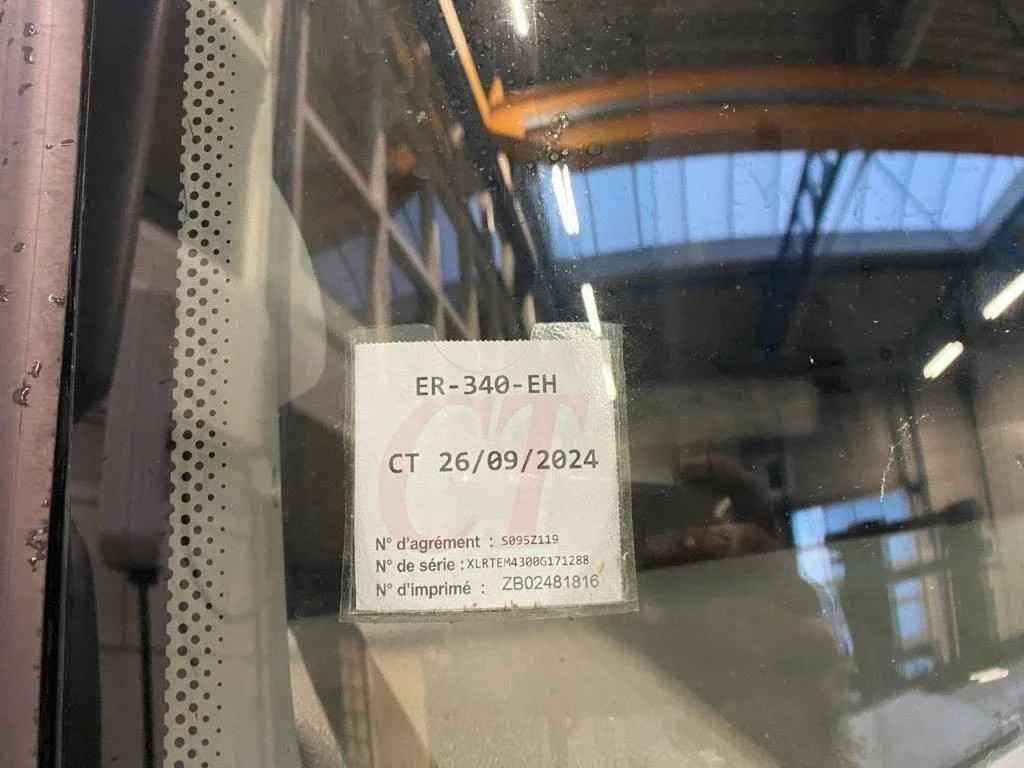 ER-340-EH
CT 26/09/2024
CT
N° d'agrément : S095Z119
N° de série : XLRTEM4300G171288
N° d'imprimé : ZB02481816